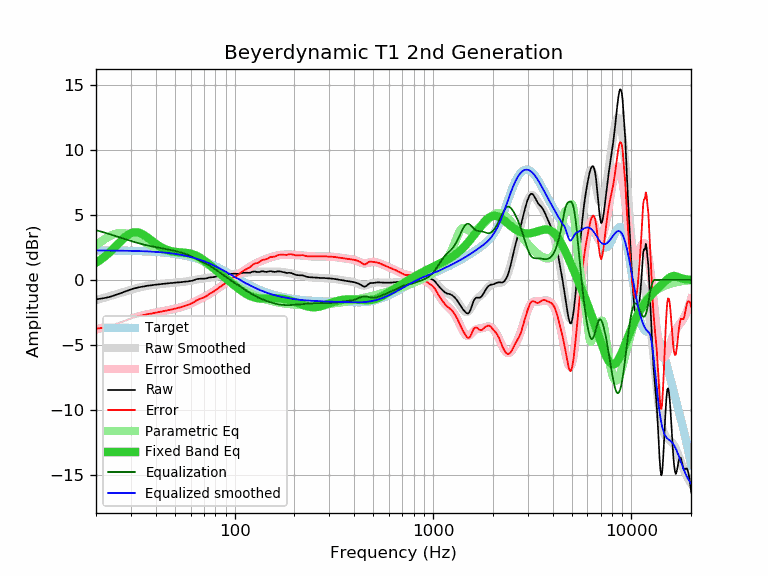 Beyerdynamic T1 2nd Generation
15
10
5
0
−5
−10
−15
Amplitude (dBr)
Target
Raw Smoothed
Error Smoothed
Raw
Error
Parametric Eq
Fixed Band Eq
Equalization
Equalized smoothed
100
1000
10000
Frequency (Hz)